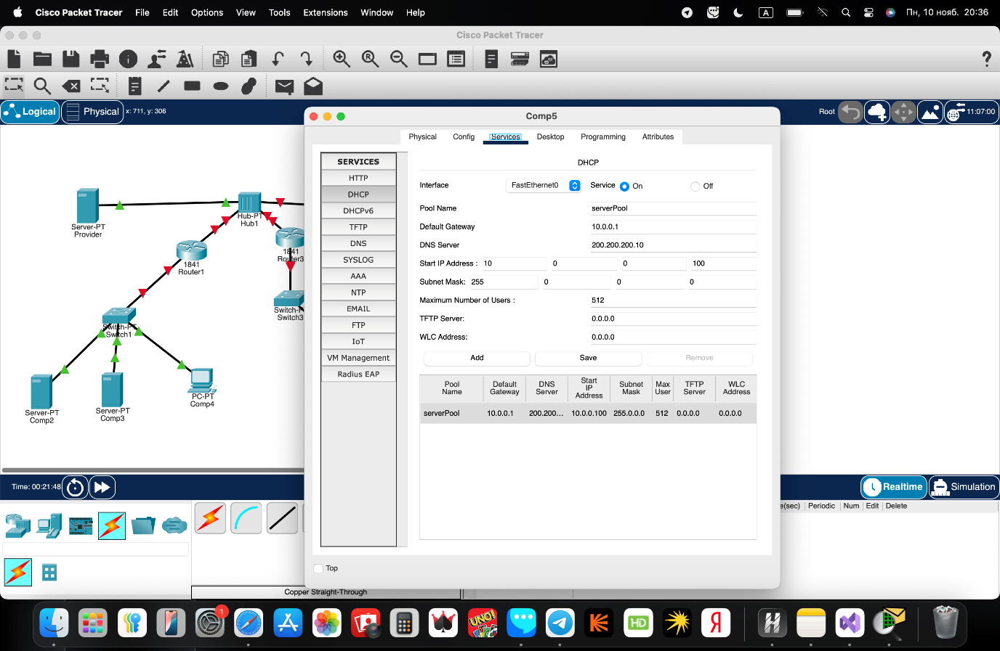 Cisco Packet Tracer File Edit Options View Tools Extensions Window Help A Пн, 10 нояб. 20:36
Cisco Packet Tracer
?
Logical Physical x: 711, y: 306 Root 11:07:00
Comp5
Physical Config Services Desktop Programming Attributes
SERVICES
HTTP
DHCP
DHCPv6
TFTP
DNS
SYSLOG
AAA
NTP
EMAIL
FTP
IoT
VM Management
Radius EAP
DHCP
Interface FastEthernet0 Service On Off
Pool Name serverPool
Default Gateway 10.0.0.1
DNS Server 200.200.200.10
Start IP Address : 10 0 0 100
Subnet Mask: 255 0 0 0
Maximum Number of Users : 512
TFTP Server: 0.0.0.0
WLC Address: 0.0.0.0
Add Save Remove
Pool Name Default Gateway DNS Server Start IP Address Subnet Mask Max User TFTP Server WLC Address
serverPool 10.0.0.1 200.200... 10.0.0.100 255.0.0.0 512 0.0.0.0 0.0.0.0
Top
Server-PT
Provider
Hub-PT
Hub1
1841
Router1
1841
Router3
Switch-PT
Switch1
Switch-P
Switch3
Server-PT
Comp2
Server-PT
Comp3
PC-PT
Comp4
Time: 00:21:48 Realtime Simulation
e(sec) Periodic Num Edit Delete
Copper Straight-Through
1
UNO!
HD
Я